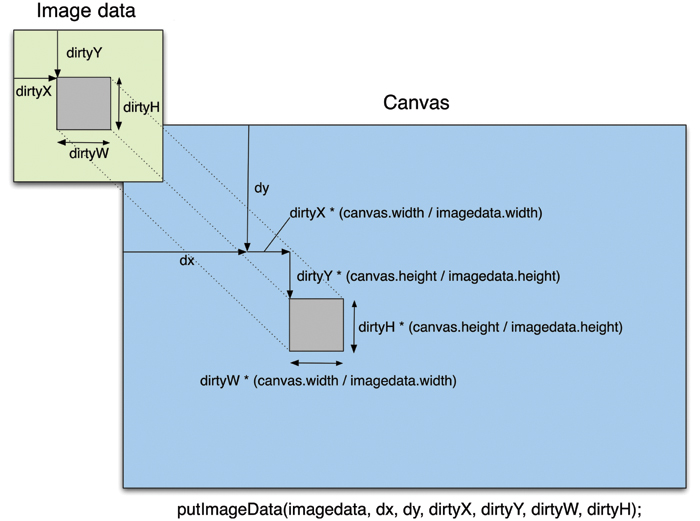 Image data
dirtyY
dirtyX
dirtyH
dirtyW
Canvas
dy
dirtyX * (canvas.width / imagedata.width)
dx
dirtyY * (canvas.height / imagedata.height)
dirtyH * (canvas.height / imagedata.height)
dirtyW * (canvas.width / imagedata.width)
putImageData(imagedata, dx, dy, dirtyX, dirtyY, dirtyW, dirtyH);